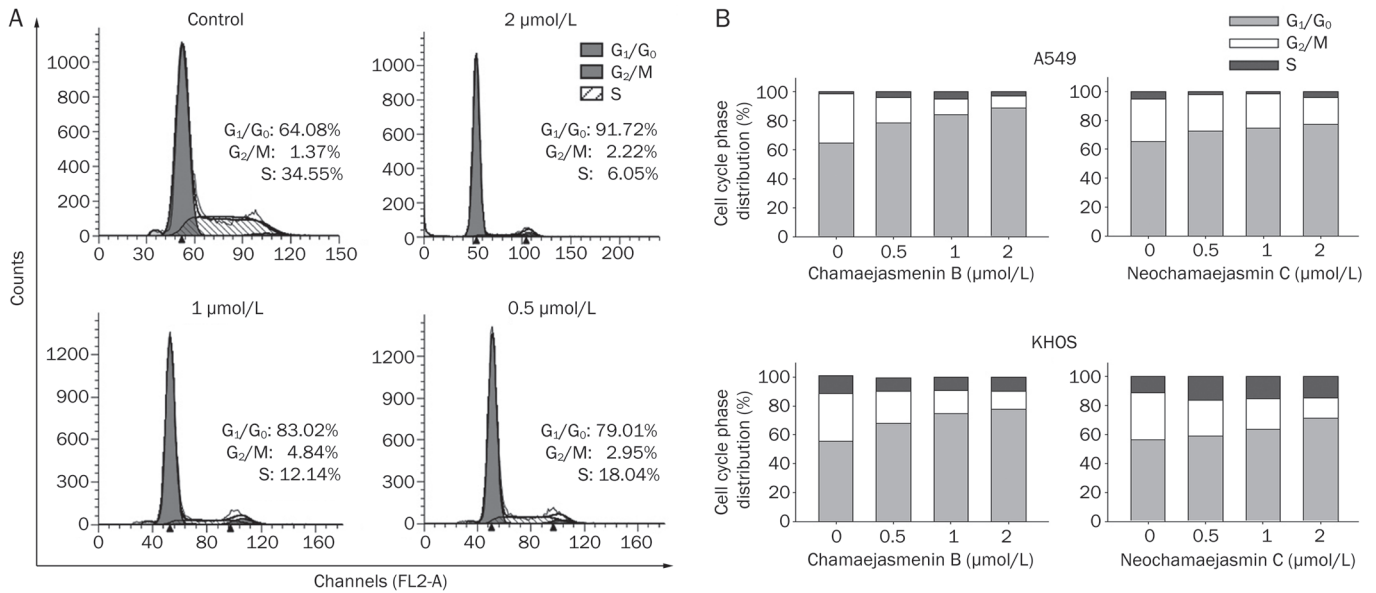 A
Control
1000
800
600
400
200
0
0 30 60 90 120 150
G₁/G₀: 64.08%
G₂/M: 1.37%
S: 34.55%
2 µmol/L
1000
800
600
400
200
0
0 50 100 150 200
G₁/G₀
G₂/M
S
G₁/G₀: 91.72%
G₂/M: 2.22%
S: 6.05%
Counts
1 µmol/L
1200
900
600
300
0
0 40 80 120 160
G₁/G₀: 83.02%
G₂/M: 4.84%
S: 12.14%
0.5 µmol/L
1200
900
600
300
0
0 40 80 120 160
G₁/G₀: 79.01%
G₂/M: 2.95%
S: 18.04%
Channels (FL2-A)
B
G₁/G₀
G₂/M
S
A549
Cell cycle phase
distribution (%)
100
80
60
40
20
0
0 0.5 1 2
Chamaejasmenin B (µmol/L)
100
80
60
40
20
0
0 0.5 1 2
Neochamaejasmin C (µmol/L)
KHOS
Cell cycle phase
distribution (%)
100
80
60
40
20
0
0 0.5 1 2
Chamaejasmenin B (µmol/L)
100
80
60
40
20
0
0 0.5 1 2
Neochamaejasmin C (µmol/L)